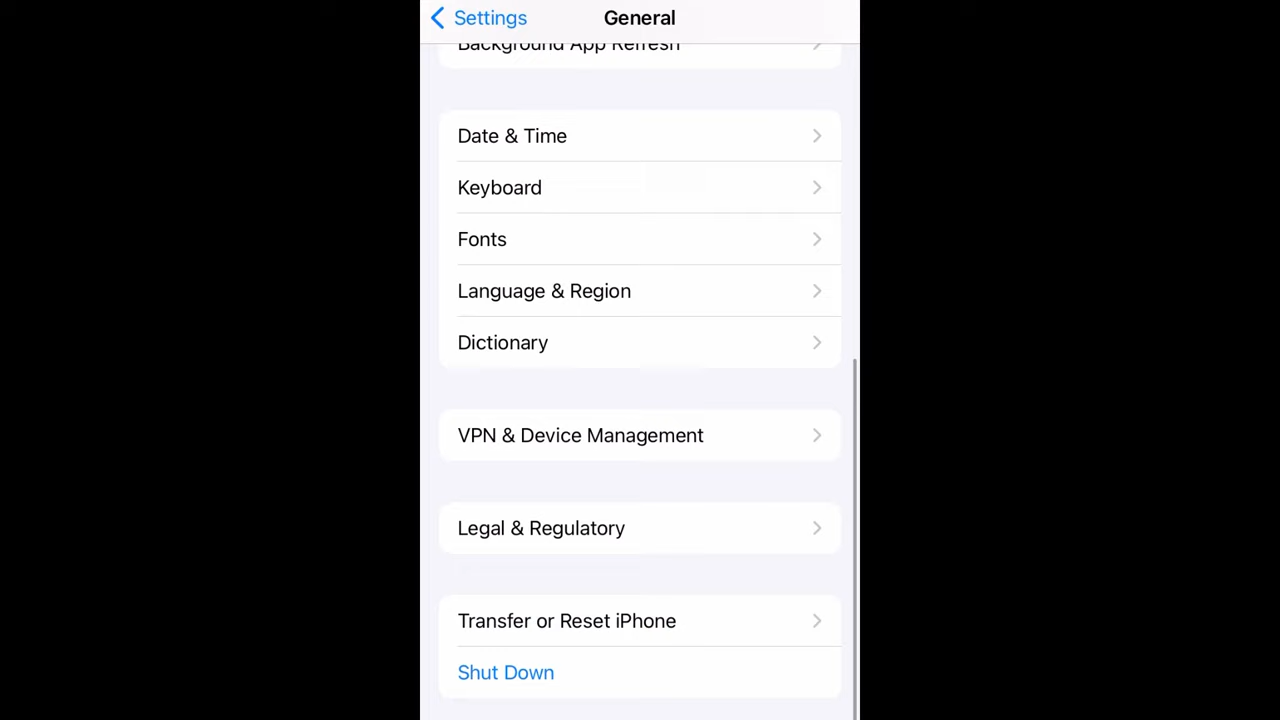 Settings
General
Background App Refresh
Date & Time
Keyboard
Fonts
Language & Region
Dictionary
VPN & Device Management
Legal & Regulatory
Transfer or Reset iPhone
Shut Down